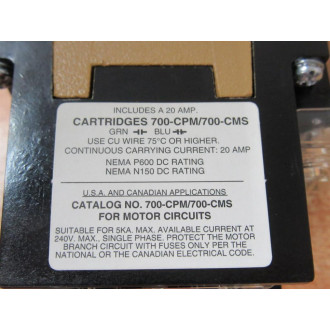 INCLUDES A 20 AMP.
CARTRIDGES 700-CPM/700-CMS
GRN BLU
USE CU WIRE 75°C OR HIGHER.
CONTINUOUS CARRYING CURRENT: 20 AMP
NEMA P600 DC RATING
NEMA N150 DC RATING
U.S.A. AND CANADIAN APPLICATIONS
CATALOG NO. 700-CPM/700-CMS
FOR MOTOR CIRCUITS
SUITABLE FOR 5KA. MAX. AVAILABLE CURRENT AT
240V. MAX., SINGLE PHASE. PROTECT THE MOTOR
BRANCH CIRCUIT WITH FUSES ONLY PER THE
NATIONAL OR THE CANADIAN ELECTRICAL CODE.